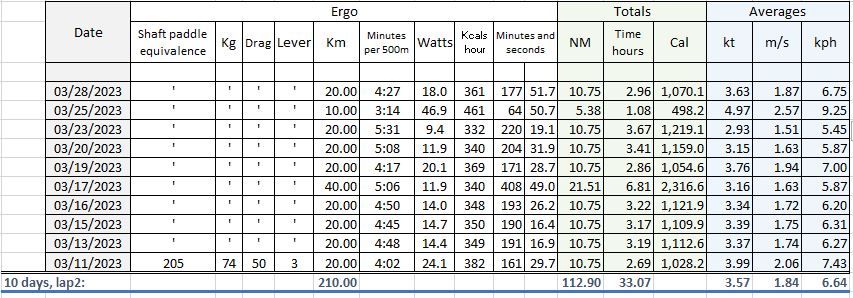 Ergo Totals Averages
Date Shaft paddle equivalence Kg Drag Lever Km Minutes per 500m Watts Kcals hour Minutes and seconds NM Time hours Cal kt m/s kph
03/28/2023 ' ' ' ' 20.00 4:27 18.0 361 177 51.7 10.75 2.96 1,070.1 3.63 1.87 6.75
03/25/2023 ' ' ' ' 10.00 3:14 46.9 461 64 50.7 5.38 1.08 498.2 4.97 2.57 9.25
03/23/2023 ' ' ' ' 20.00 5:31 9.4 332 220 19.1 10.75 3.67 1,219.1 2.93 1.51 5.45
03/20/2023 ' ' ' ' 20.00 5:08 11.9 340 204 31.9 10.75 3.41 1,159.0 3.15 1.63 5.87
03/19/2023 ' ' ' ' 20.00 4:17 20.1 369 171 28.7 10.75 2.86 1,054.6 3.76 1.94 7.00
03/17/2023 ' ' ' ' 40.00 5:06 11.9 340 408 49.0 21.51 6.81 2,316.6 3.16 1.63 5.87
03/16/2023 ' ' ' ' 20.00 4:50 14.0 348 193 26.2 10.75 3.22 1,121.9 3.34 1.72 6.20
03/15/2023 ' ' ' ' 20.00 4:45 14.7 350 190 16.4 10.75 3.17 1,109.9 3.39 1.75 6.31
03/13/2023 ' ' ' ' 20.00 4:48 14.4 349 191 16.9 10.75 3.19 1,112.6 3.37 1.74 6.27
03/11/2023 205 74 50 3 20.00 4:02 24.1 382 161 29.7 10.75 2.69 1,028.2 3.99 2.06 7.43
10 days, lap2: 210.00 112.90 33.07 3.57 1.84 6.64